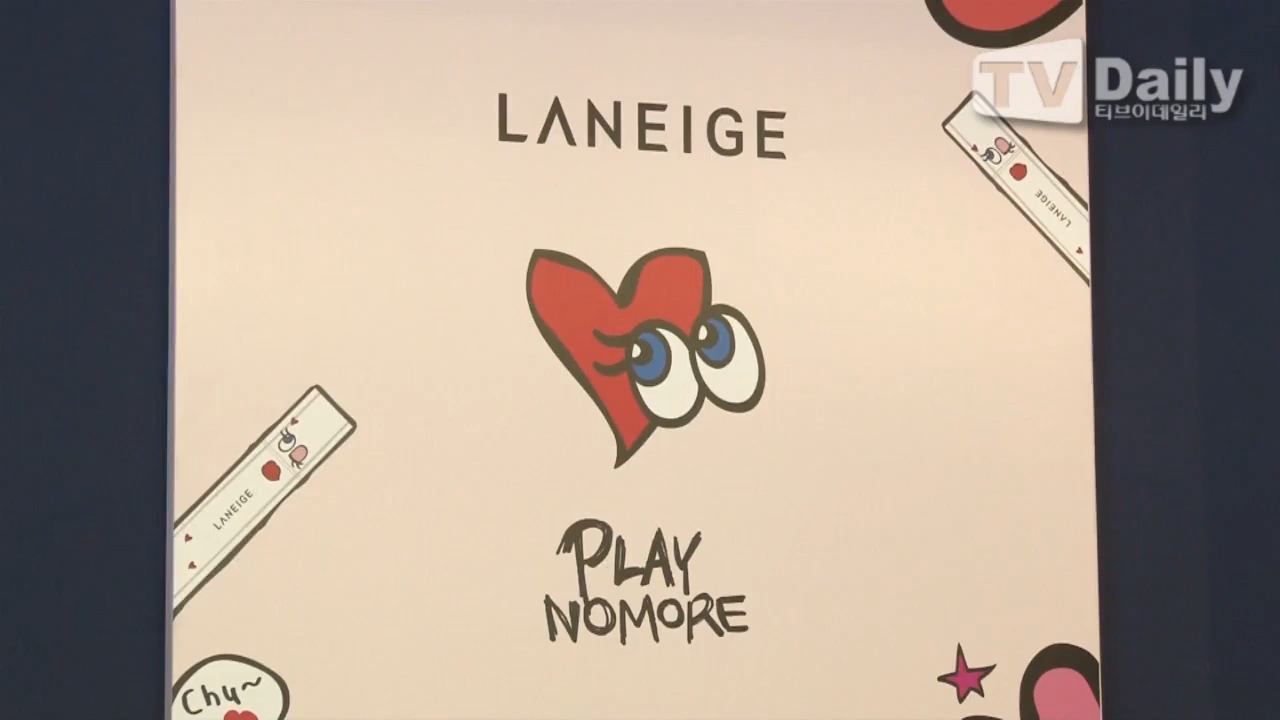 TV Daily
티브이데일리
LANEIGE
LANEIGE
LANEIGE
PLAY
NOMORE
Chu~